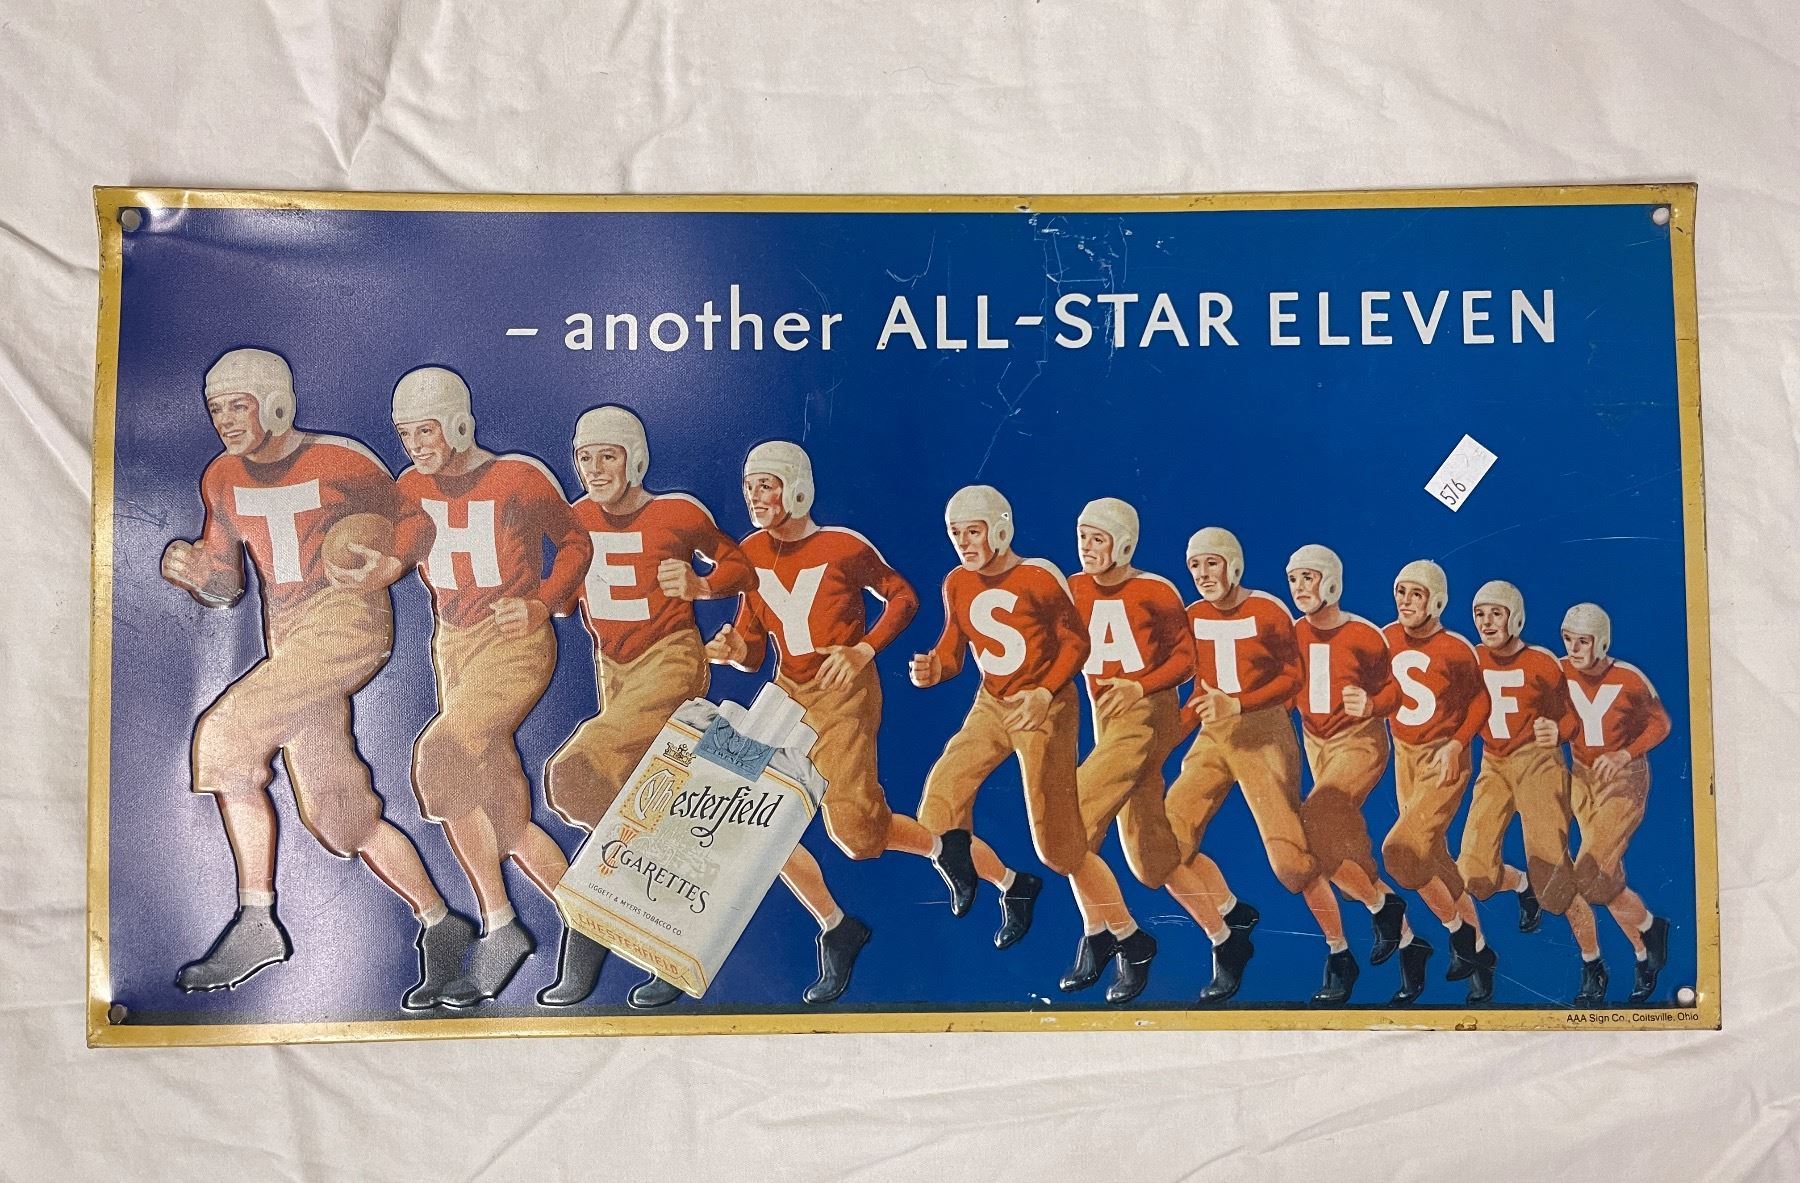 – another ALL-STAR ELEVEN
576
THEY SATISFY
Chesterfield
CIGARETTES
LIGGETT & MYERS TOBACCO CO.
CHESTERFIELD
AAA Sign Co., Coitsville, Ohio